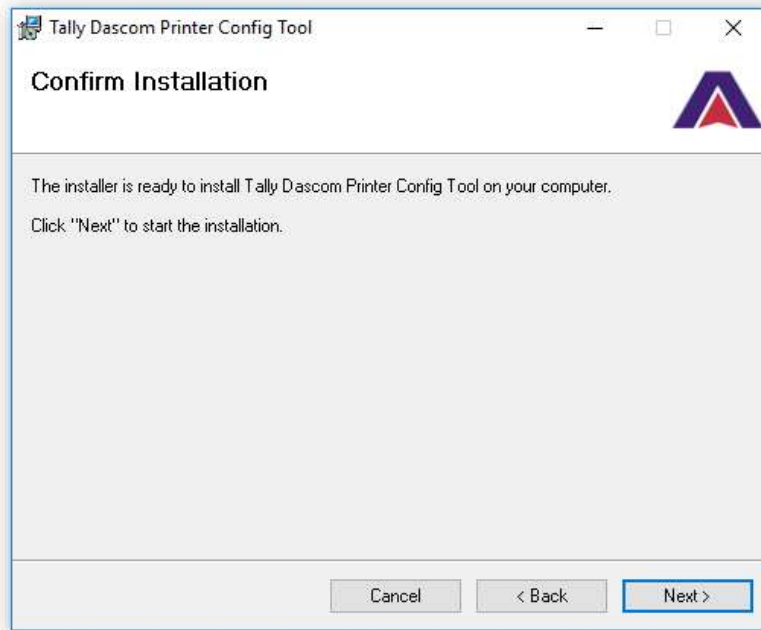 Tally Dascom Printer Config Tool
Confirm Installation
The installer is ready to install Tally Dascom Printer Config Tool on your computer.
Click "Next" to start the installation.
Cancel
< Back
Next >